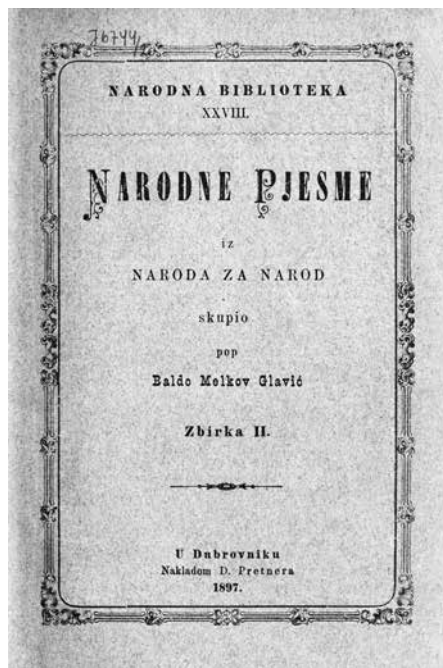 76744/2
NARODNA BIBLIOTEKA
XXVIII.
NARODNE PJESME
iz
NARODA ZA NAROD
skupio
pop
Baldo Melkov Glavić
Zbirka II.
U Dubrovniku
Nakladom D. Pretnera
1897.